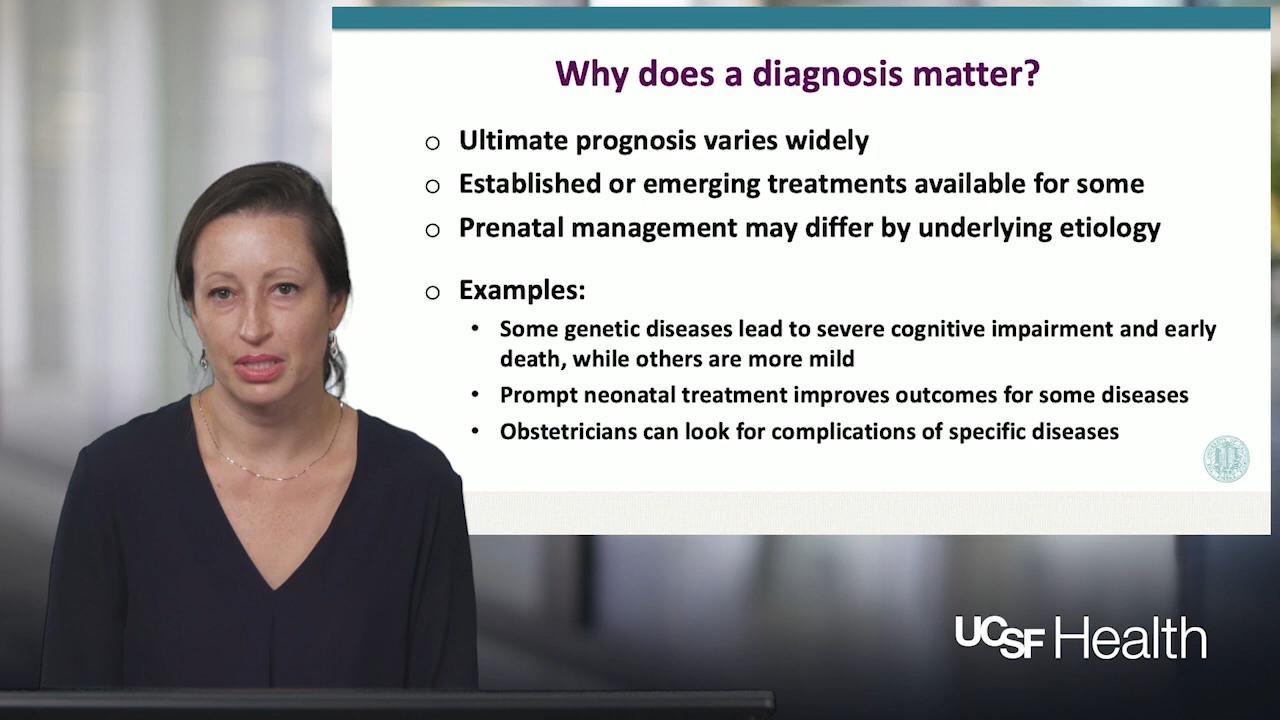 Why does a diagnosis matter?
Ultimate prognosis varies widely
Established or emerging treatments available for some
Prenatal management may differ by underlying etiology
Examples:
Some genetic diseases lead to severe cognitive impairment and early
death, while others are more mild
Prompt neonatal treatment improves outcomes for some diseases
Obstetricians can look for complications of specific diseases
UCSF Health